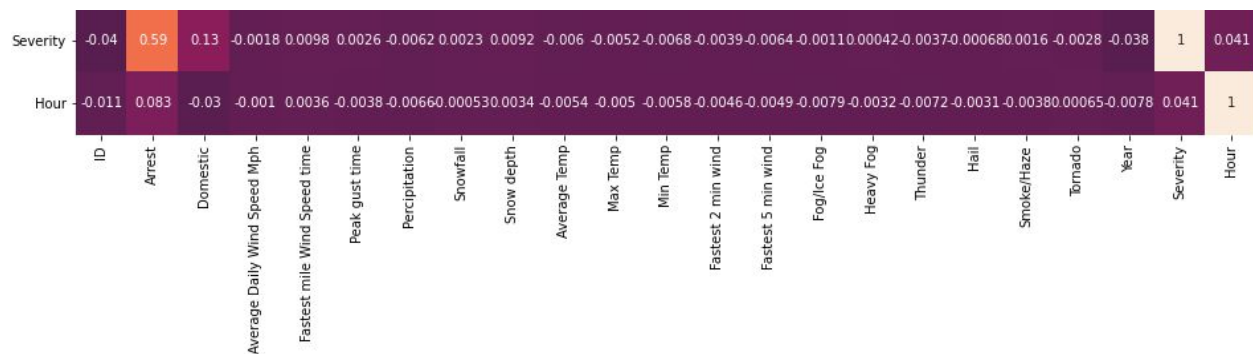 Severity -0.04 0.59 0.13 -0.0018 0.0098 0.0026 -0.0062 0.0023 0.0092 -0.006 -0.0052 -0.0068 -0.0039 -0.0064 -0.0011 0.00042 -0.0037 -0.00068 0.0016 -0.0028 -0.038 1 0.041
Hour -0.011 0.083 -0.03 -0.001 0.0036 -0.0038 -0.0066 -0.00053 0.0034 -0.0054 -0.005 -0.0058 -0.0046 -0.0049 -0.0079 -0.0032 -0.0072 -0.0031 -0.0038 0.00065 -0.0078 0.041 1
ID
Arrest
Domestic
Average Daily Wind Speed Mph
Fastest mile Wind Speed time
Peak gust time
Percipitation
Snowfall
Snow depth
Average Temp
Max Temp
Min Temp
Fastest 2 min wind
Fastest 5 min wind
Fog/Ice Fog
Heavy Fog
Thunder
Hail
Smoke/Haze
Tornado
Year
Severity
Hour